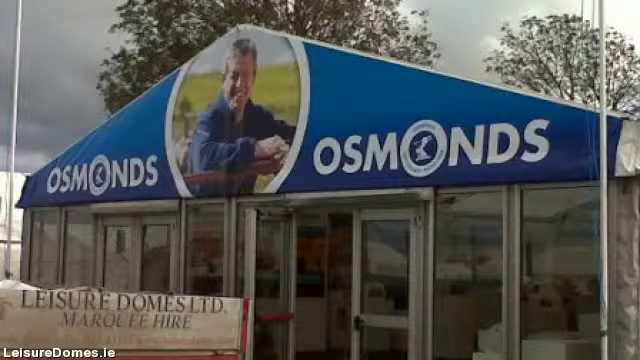 OSMONDS
OSMONDS
LEISURE DOMES LTD.
MARQUEE HIRE
LeisureDomes.ie